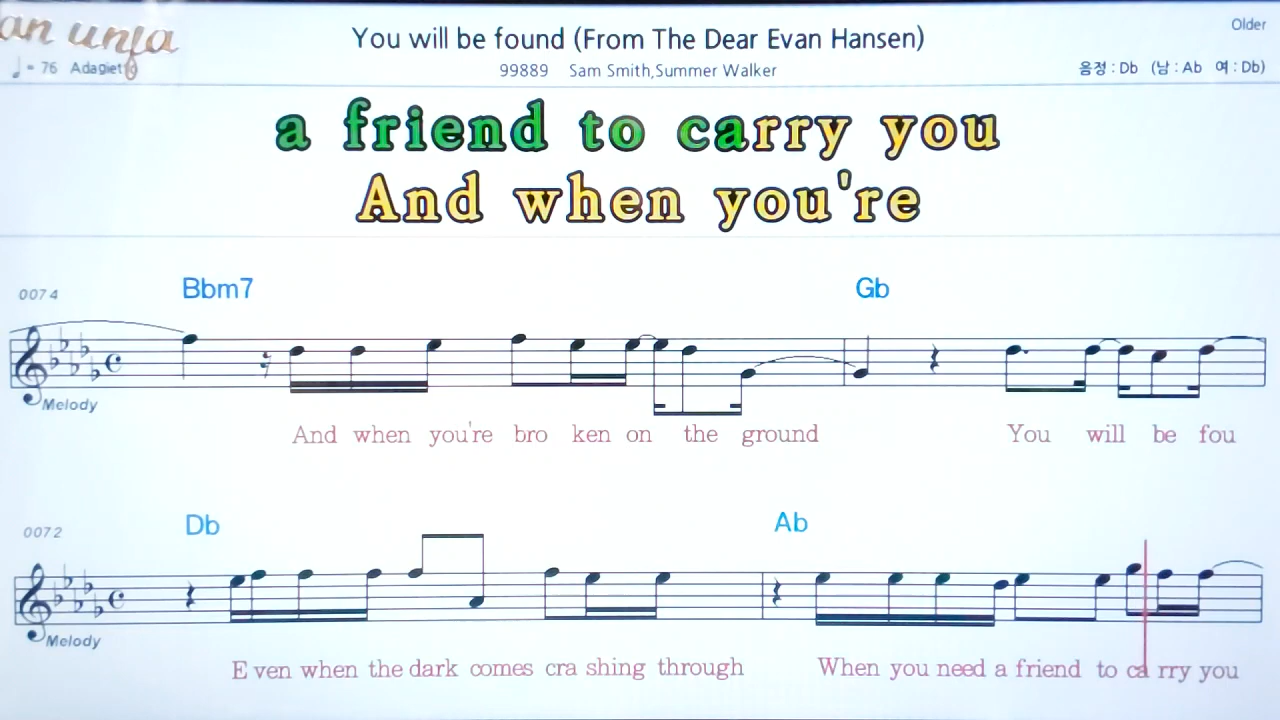 an unja
You will be found (From The Dear Evan Hansen)
Older
♩= 76 Adagietto
99889 Sam Smith,Summer Walker
음정 : Db (남 : Ab 여 : Db)
a friend to carry you
And when you're
0074
Bbm7 Gb
Melody
And when you're bro ken on the ground You will be fou
0072
Db Ab
Melody
E ven when the dark comes cra shing through When you need a friend to ca rry you